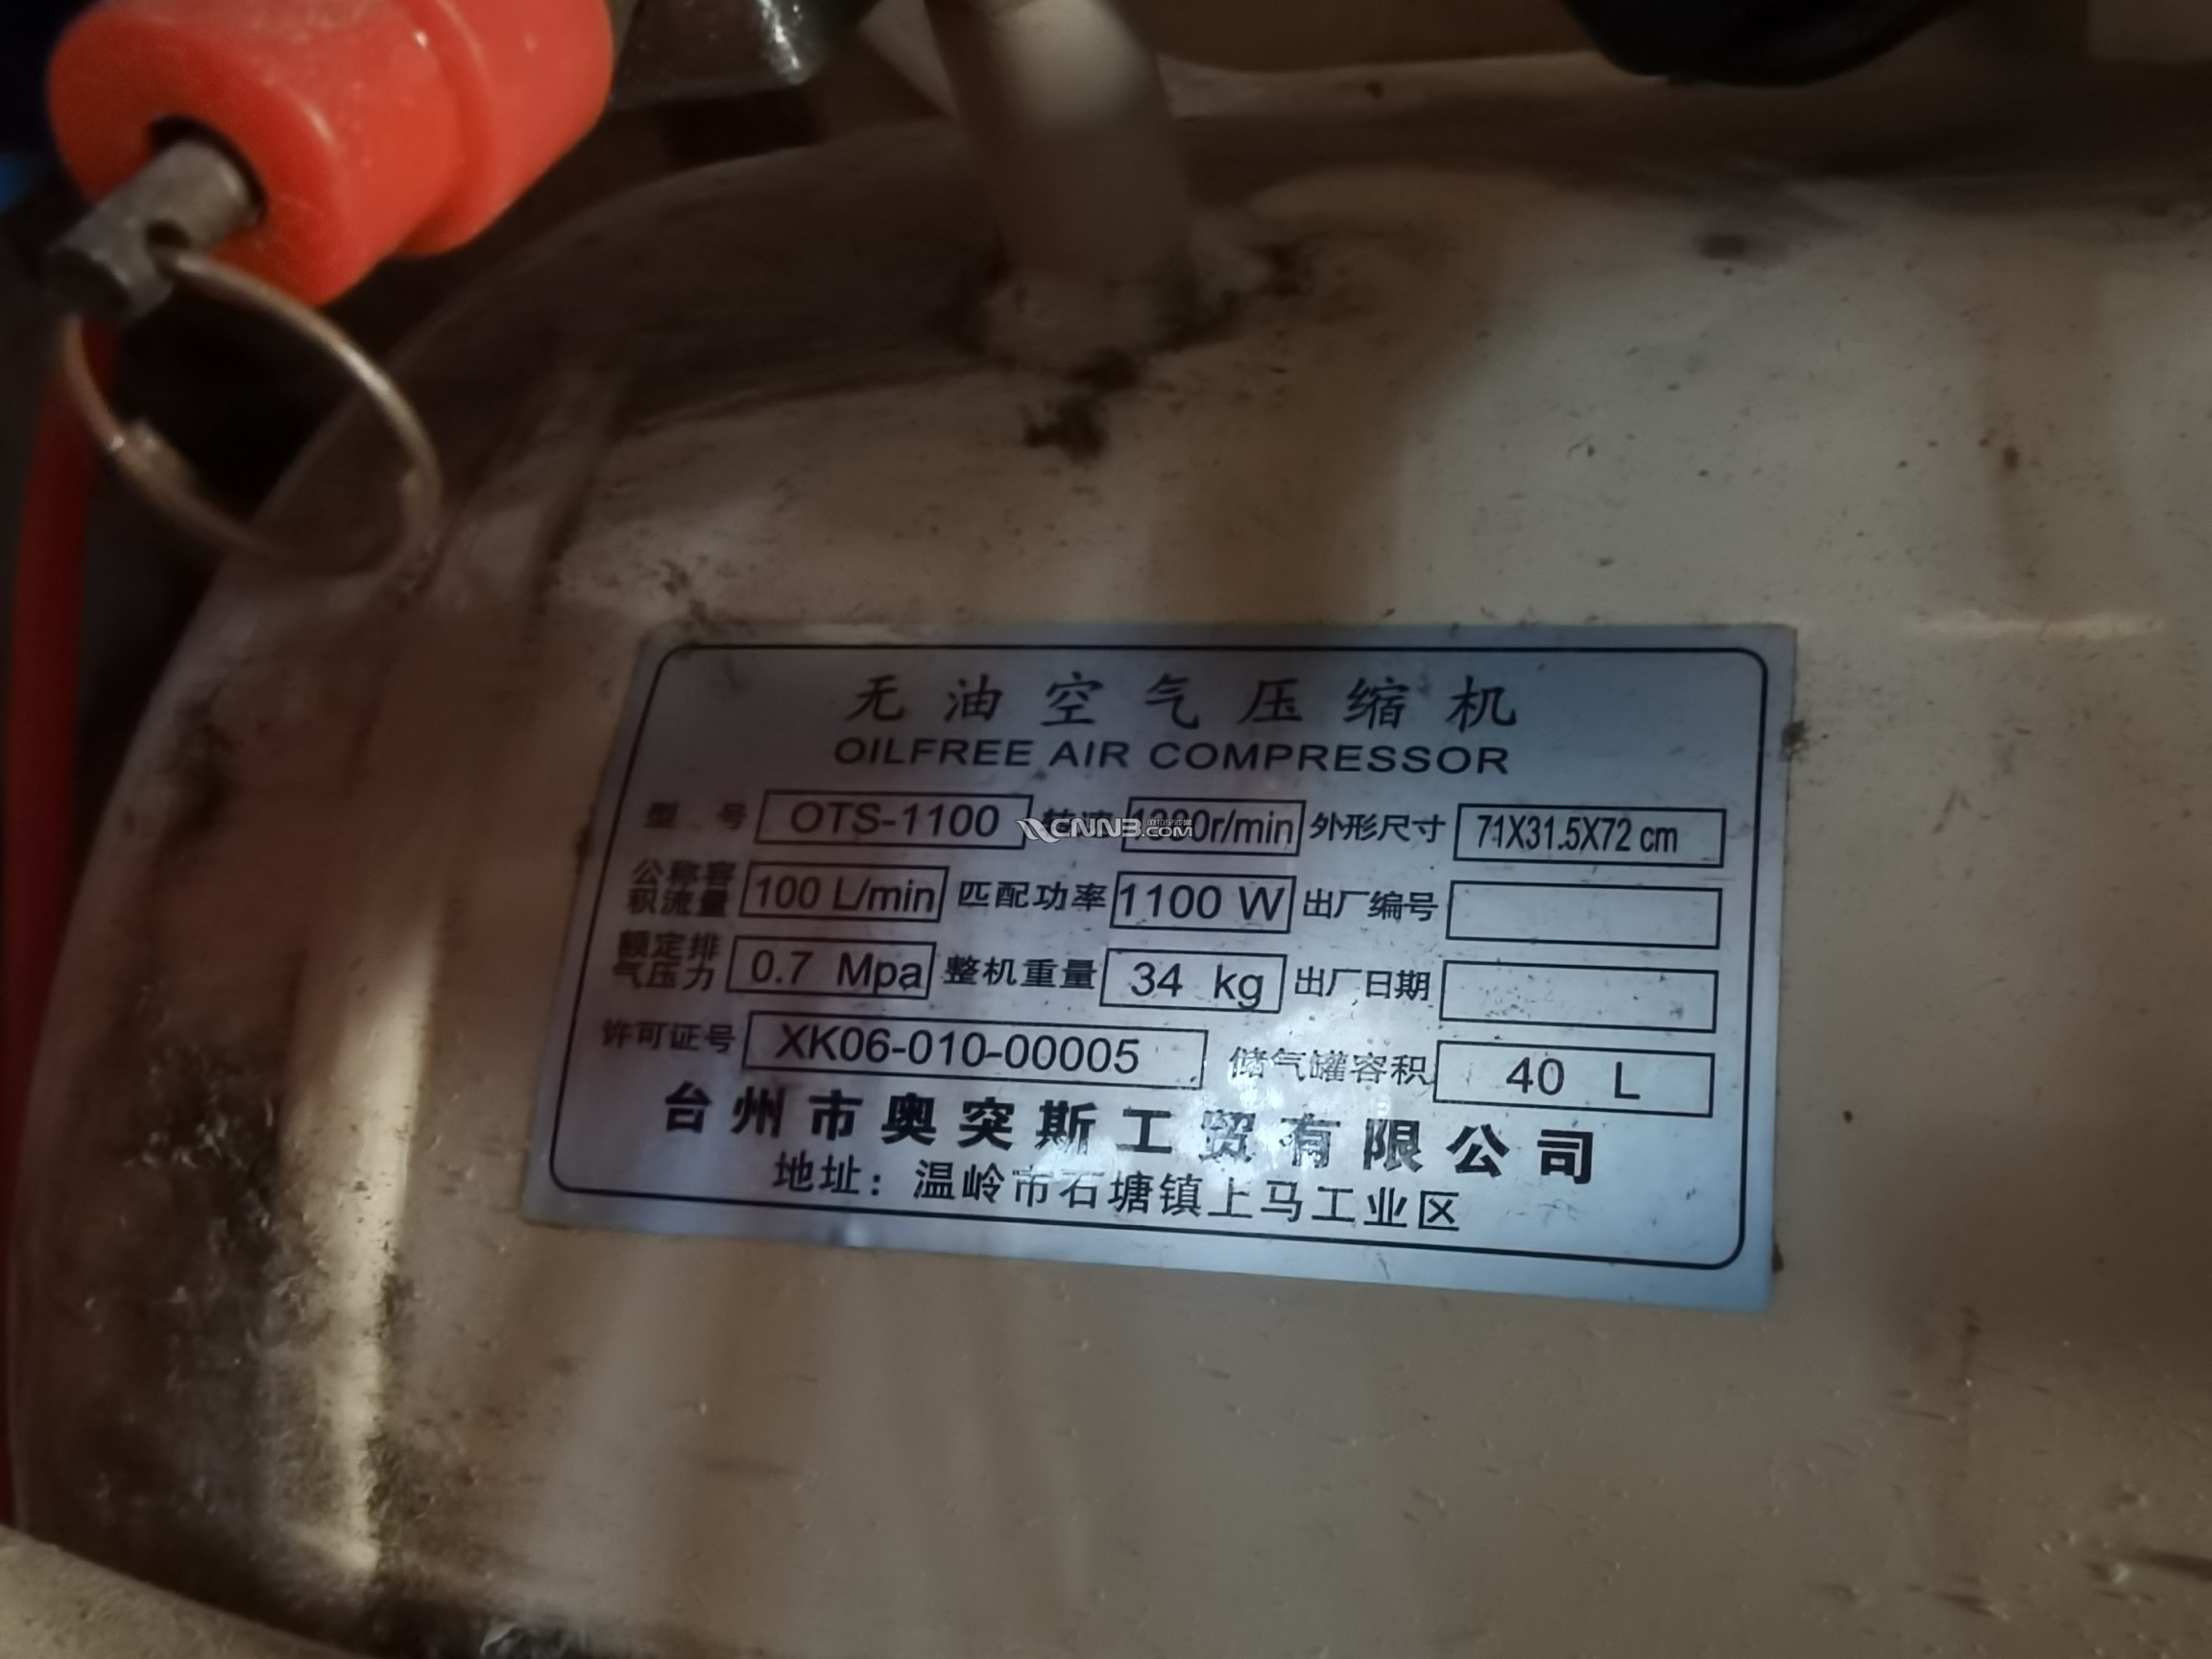 无油空气压缩机
OILFREE AIR COMPRESSOR
型号 OTS-1100 r/min 外形尺寸 71X31.5X72 cm
公称容积流量 100 L/min 匹配功率 1100 W 出厂编号
额定排气压力 0.7 Mpa 整机重量 34 kg 出厂日期
许可证号 XK06-010-00005 储气罐容积 40 L
台州市奥突斯工贸有限公司
地址：温岭市石塘镇上马工业区
CNNB.COM